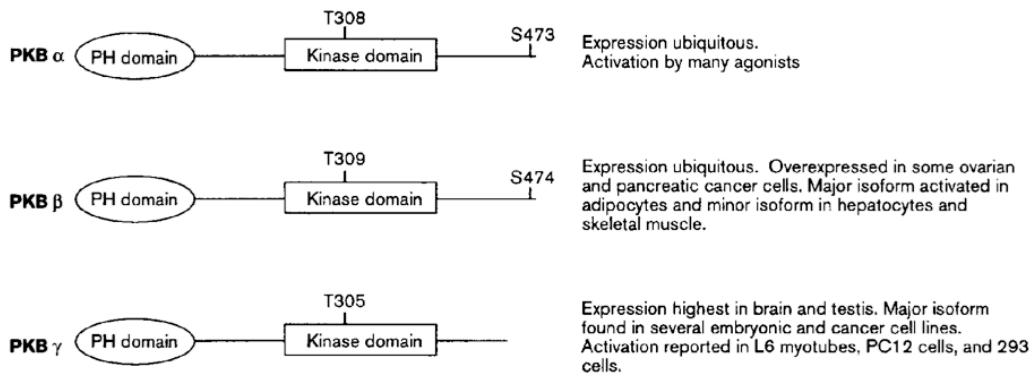 T308
S473
PKB α
PH domain
Kinase domain
Expression ubiquitous.
Activation by many agonists
T309
S474
PKB β
PH domain
Kinase domain
Expression ubiquitous. Overexpressed in some ovarian
and pancreatic cancer cells. Major isoform activated in
adipocytes and minor isoform in hepatocytes and
skeletal muscle.
T305
PKB γ
PH domain
Kinase domain
Expression highest in brain and testis. Major isoform
found in several embryonic and cancer cell lines.
Activation reported in L6 myotubes, PC12 cells, and 293
cells.